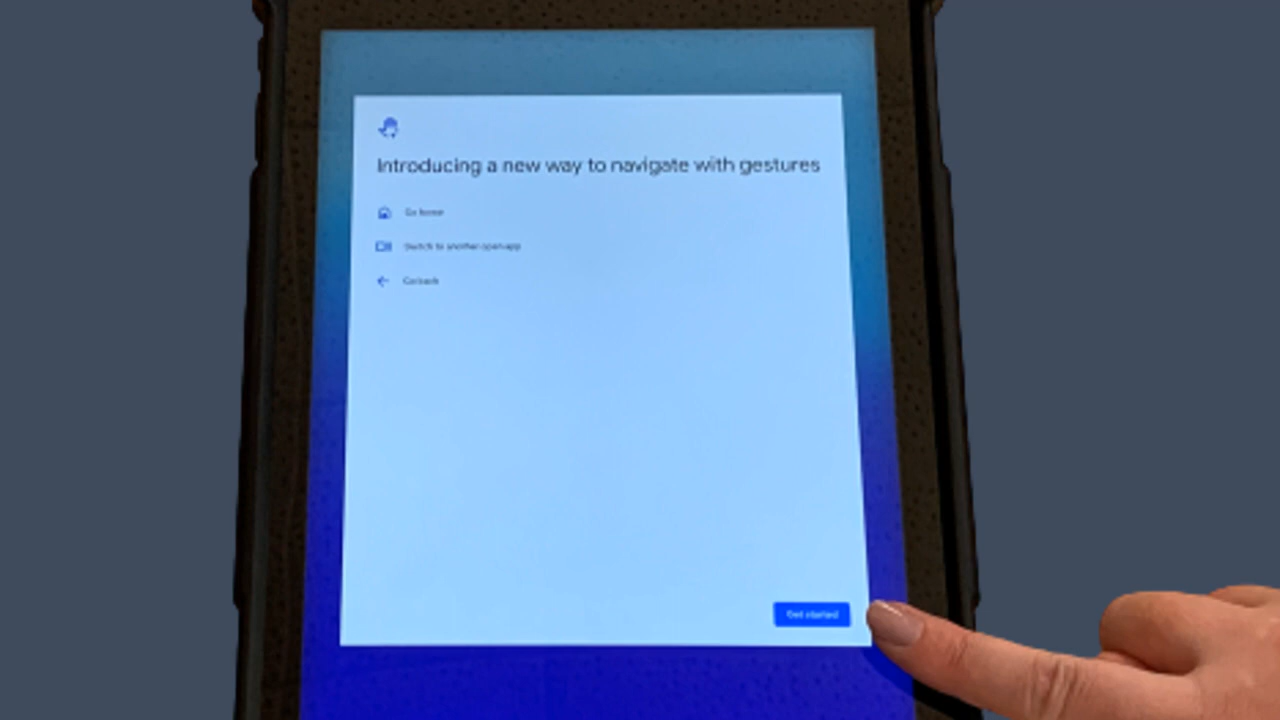 Introducing a new way to navigate with gestures
Go home
Switch to another open app
Go back
Get started